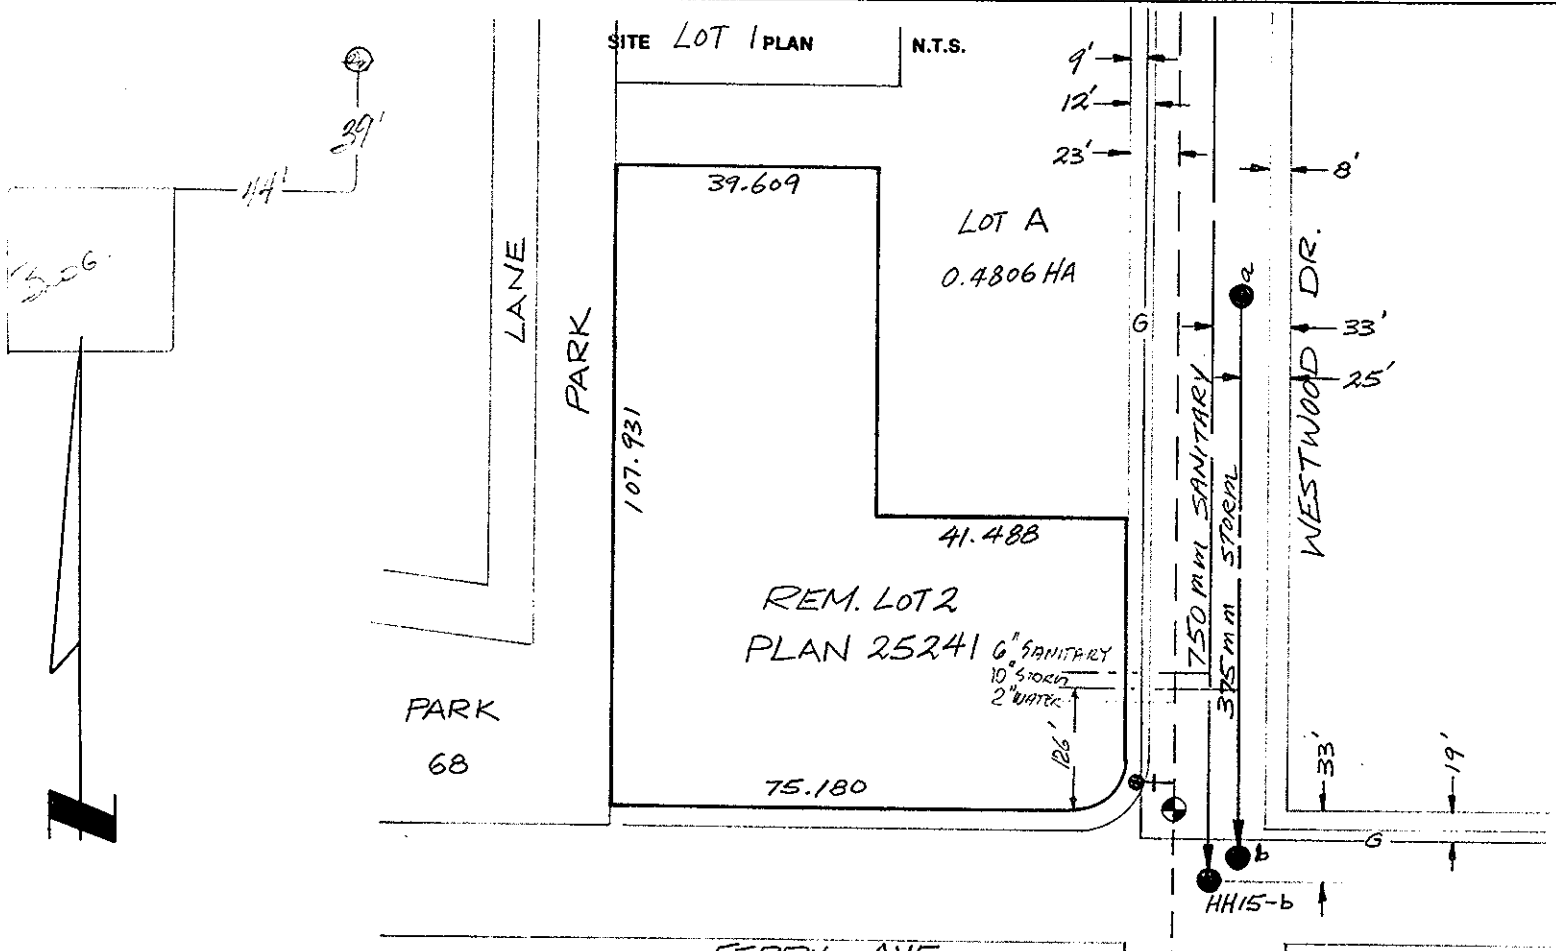 SITE LOT 1 PLAN N.T.S.
39'
44'
9'
12'
23'
8'
39.609
LOT A
0.4806 HA
LANE
PARK
107.931
G
a
33'
25'
WESTWOOD DR.
750 mm SANITARY
375 mm STORM
41.488
REM. LOT 2
PLAN 25241
6" SANITARY
10" STORM
2" WATER
126'
PARK
68
75.180
33'
19'
G
b
HH15-b